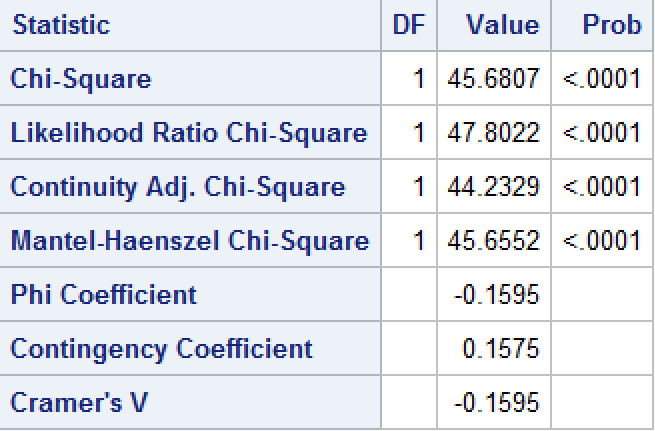 Statistic DF Value Prob
Chi-Square 1 45.6807 <.0001
Likelihood Ratio Chi-Square 1 47.8022 <.0001
Continuity Adj. Chi-Square 1 44.2329 <.0001
Mantel-Haenszel Chi-Square 1 45.6552 <.0001
Phi Coefficient -0.1595
Contingency Coefficient 0.1575
Cramer's V -0.1595